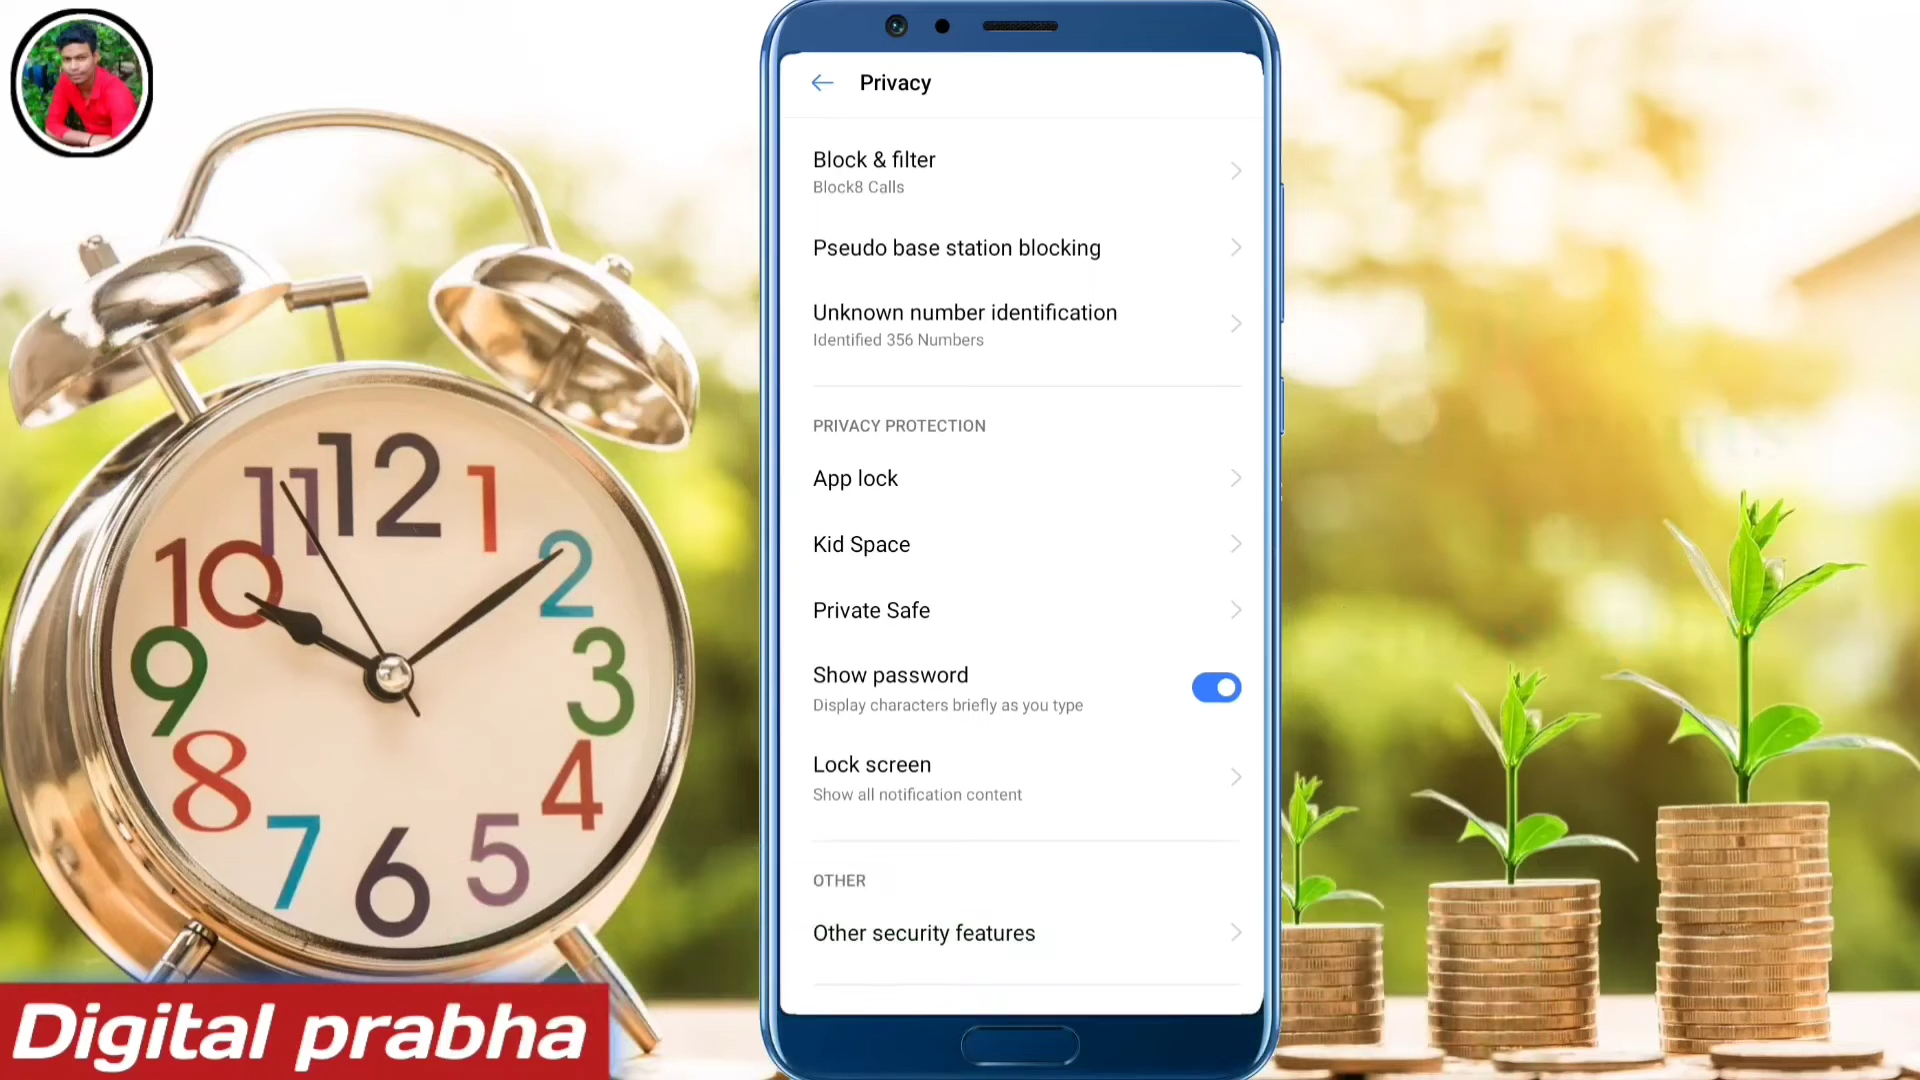 Privacy
Block & filter
Block8 Calls
Pseudo base station blocking
Unknown number identification
Identified 356 Numbers
PRIVACY PROTECTION
App lock
Kid Space
Private Safe
Show password
Display characters briefly as you type
Lock screen
Show all notification content
OTHER
Other security features
12
1
2
3
4
5
6
7
8
9
10
11
Digital prabha